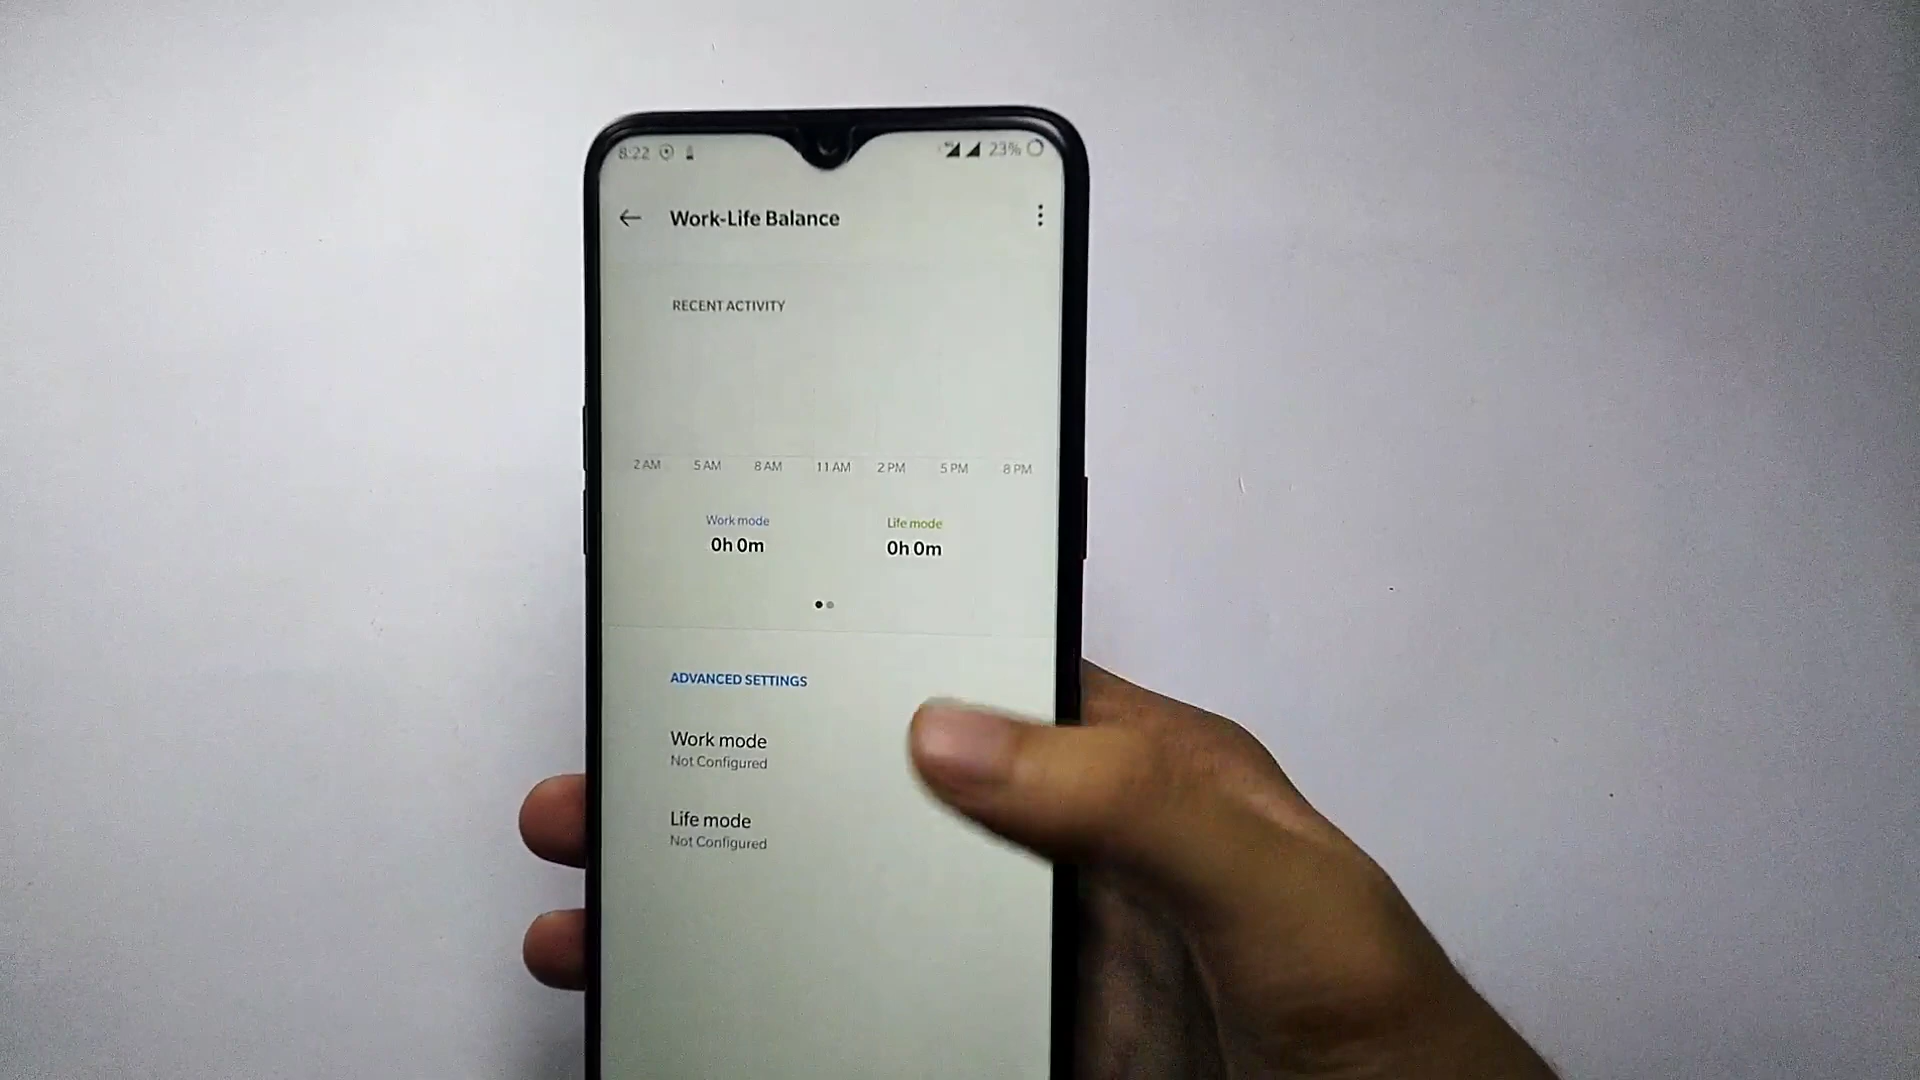 8:22 23%
Work-Life Balance
RECENT ACTIVITY
2 AM 5 AM 8 AM 11 AM 2 PM 5 PM 8 PM
Work mode Life mode
0h 0m 0h 0m
ADVANCED SETTINGS
Work mode
Not Configured
Life mode
Not Configured